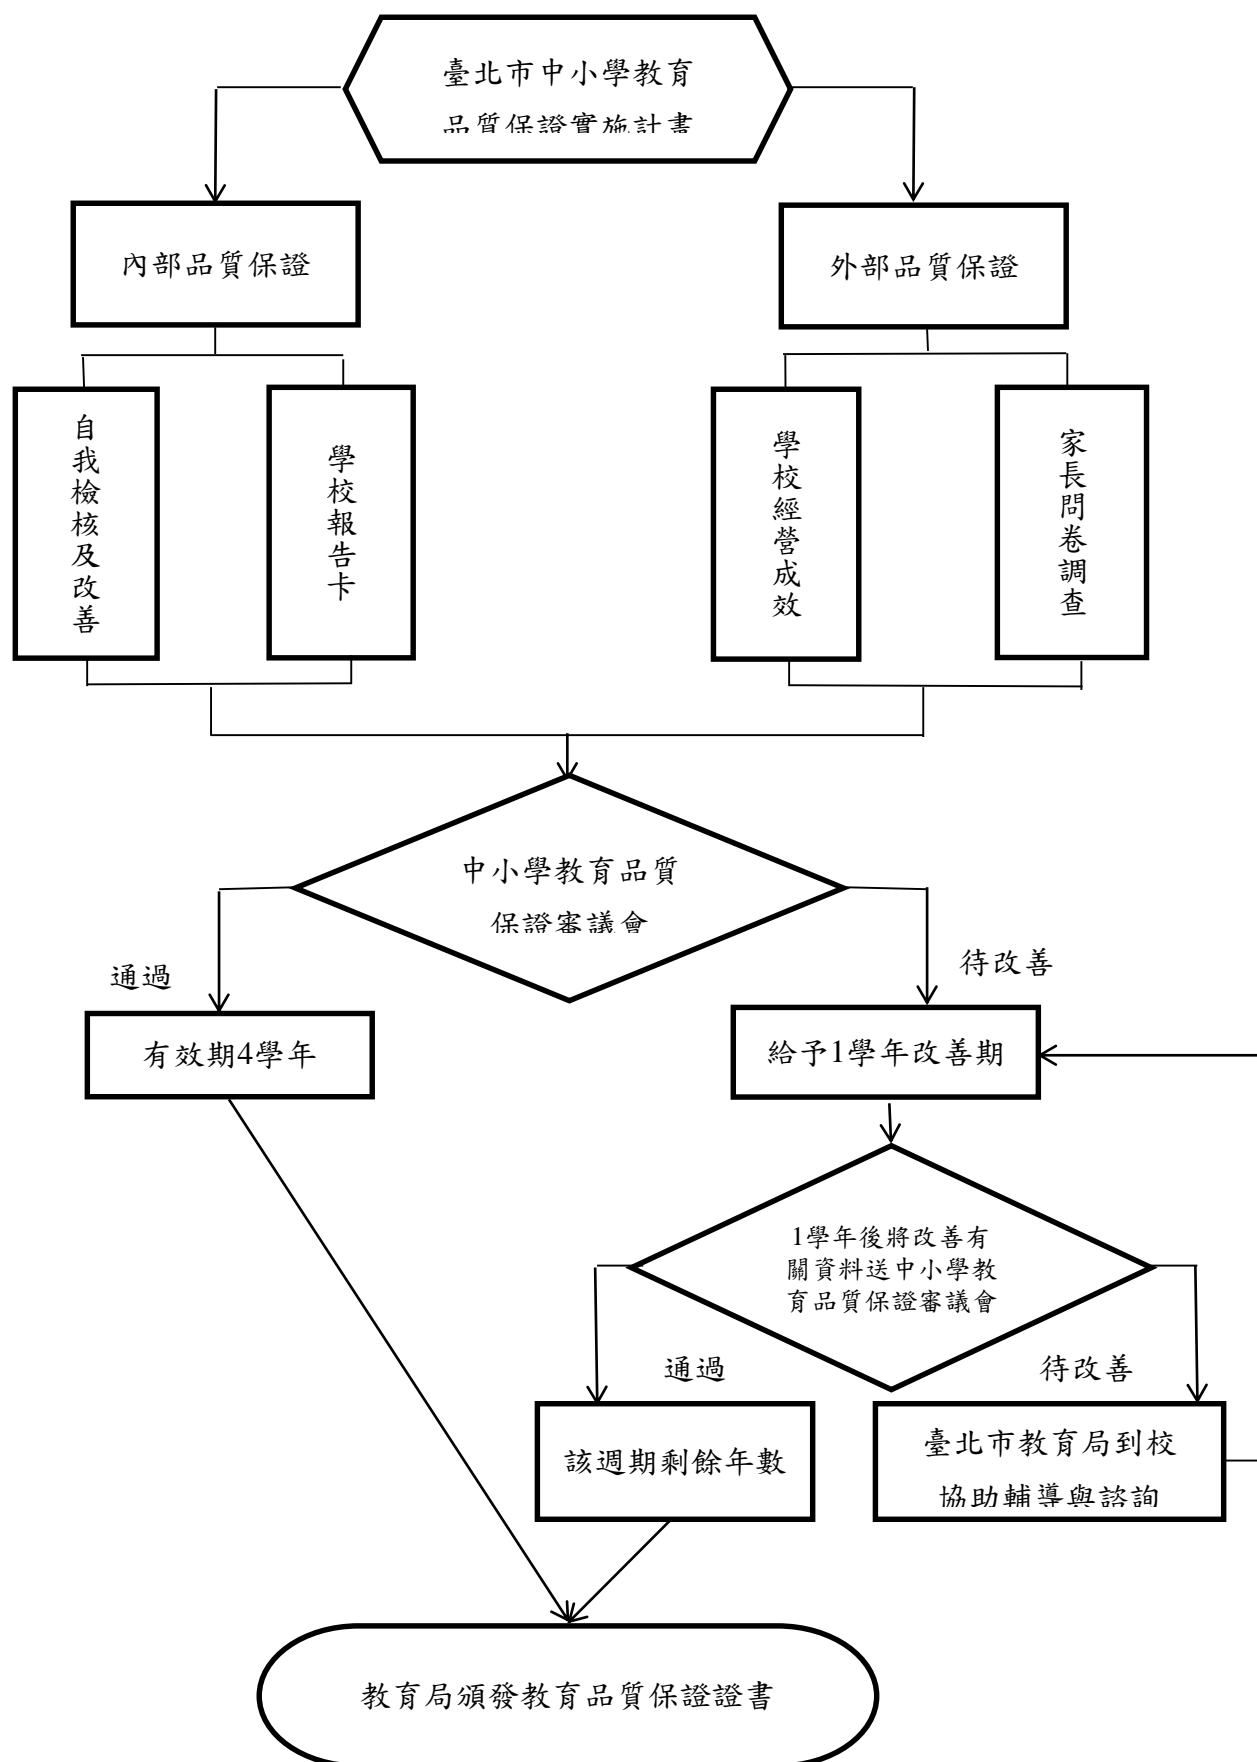 臺北市中小學教育
品質保證實施計畫
內部品質保證
外部品質保證
自我檢核及改善
學校報告卡
學校經營成效
家長問卷調查
中小學教育品質
保證審議會
通過
待改善
有效期4學年
給予1學年改善期
1學年後將改善有
關資料送中小學教
育品質保證審議會
通過
待改善
該週期剩餘年數
臺北市教育局到校
協助輔導與諮詢
教育局頒發教育品質保證證書